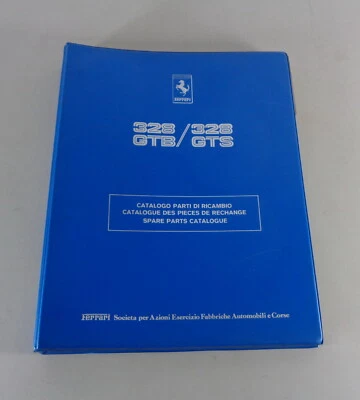 Ferrari
328 / 328
GTB / GTS
CATALOGO PARTI DI RICAMBIO
CATALOGUE DES PIECES DE RECHANGE
SPARE PARTS CATALOGUE
Ferrari Societa per Azioni Esercizio Fabbriche Automobili e Corse